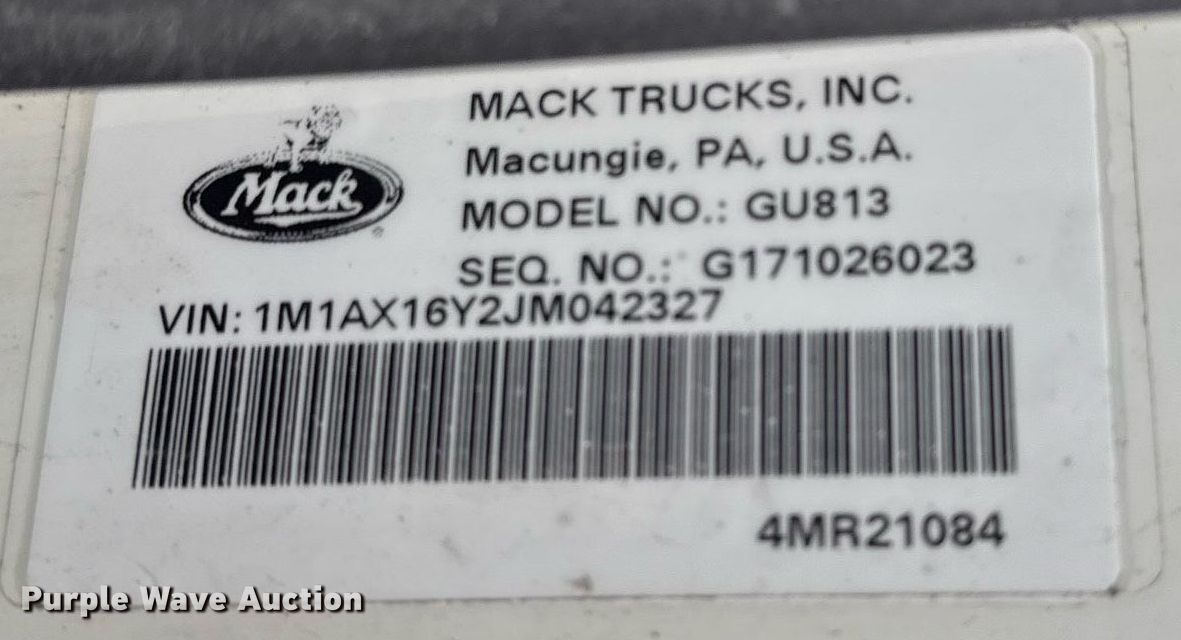 MACK TRUCKS, INC.
Macungie, PA, U.S.A.
Mack
®
MODEL NO.: GU813
SEQ. NO.: G171026023
VIN: 1M1AX16Y2JM042327
4MR21084
Purple Wave Auction